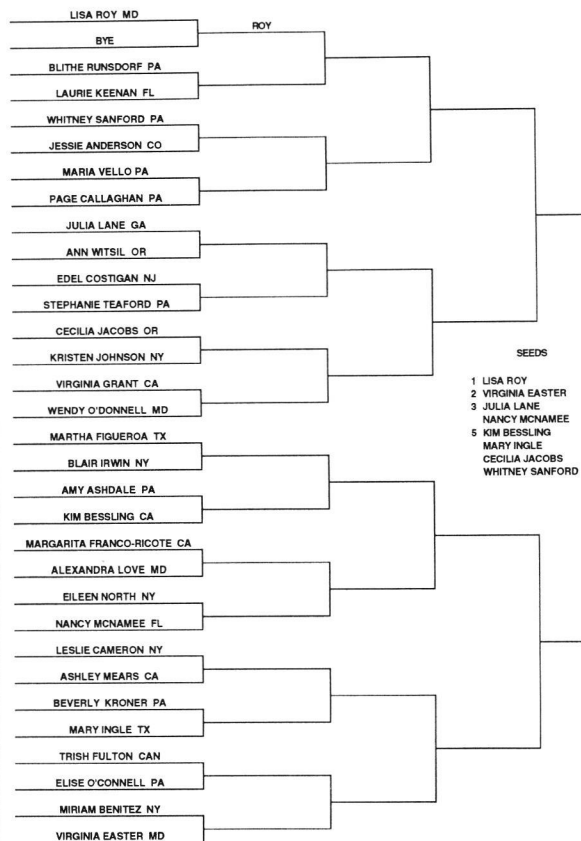 LISA ROY MD
BYE
ROY
BLITHE RUNSDORF PA
LAURIE KEENAN FL
WHITNEY SANFORD PA
JESSIE ANDERSON CO
MARIA VELLO PA
PAGE CALLAGHAN PA
JULIA LANE GA
ANN WITSIL OR
EDEL COSTIGAN NJ
STEPHANIE TEAFORD PA
CECILIA JACOBS OR
KRISTEN JOHNSON NY
VIRGINIA GRANT CA
WENDY O'DONNELL MD
MARTHA FIGUEROA TX
BLAIR IRWIN NY
AMY ASHDALE PA
KIM BESSLING CA
MARGARITA FRANCO-RICOTE CA
ALEXANDRA LOVE MD
EILEEN NORTH NY
NANCY MCNAMEE FL
LESLIE CAMERON NY
ASHLEY MEARS CA
BEVERLY KRONER PA
MARY INGLE TX
TRISH FULTON CAN
ELISE O'CONNELL PA
MIRIAM BENITEZ NY
VIRGINIA EASTER MD
SEEDS
1 LISA ROY
2 VIRGINIA EASTER
3 JULIA LANE
NANCY MCNAMEE
5 KIM BESSLING
MARY INGLE
CECILIA JACOBS
WHITNEY SANFORD